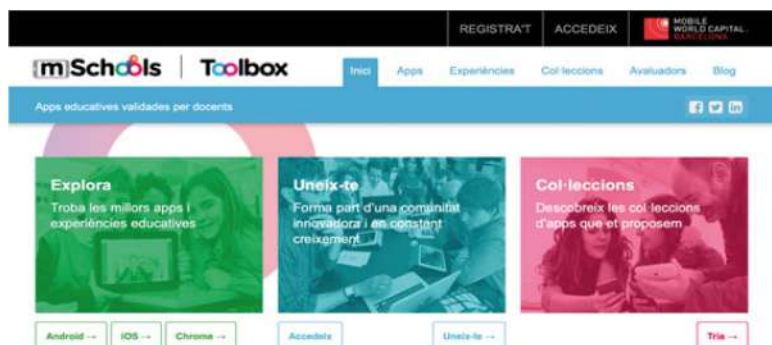 REGISTRA'T ACCEDEIX MOBILE
WORLD CAPITAL.
BARCELONA
[m]Schools | Toolbox Inici Apps Experiències Col·leccions Avaluadors Blog
Apps educatives validades per docents
Explora
Troba les millors apps i
experiències educatives
Android → iOS → Chrome →
Uneix-te
Forma part d'una comunitat
innovadora i en constant
creixement
Accedeix Uneix-te →
Col·leccions
Descobreix les col·leccions
d'apps que et proposem
Tria →